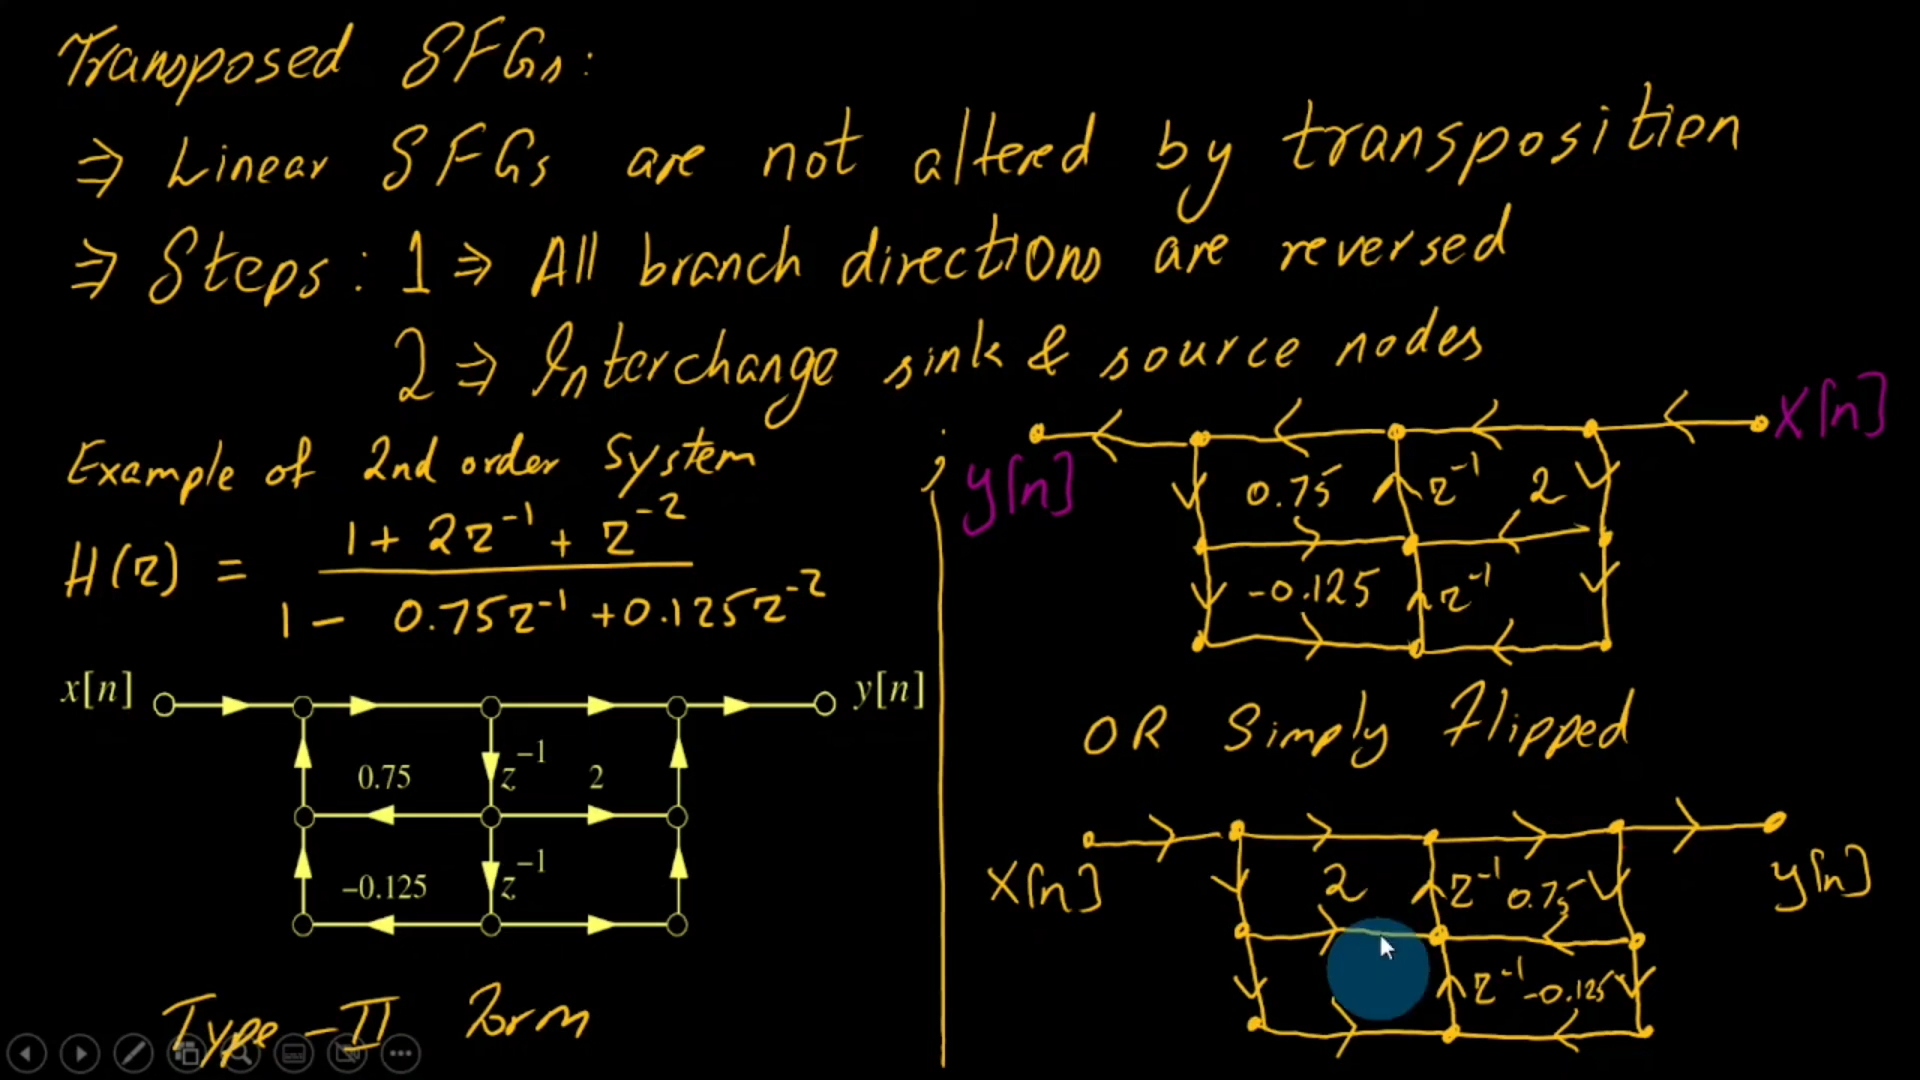 Transposed SFGs:
⇒ Linear SFGs are not altered by transposition
⇒ Steps: 1 ⇒ All branch directions are reversed
2 ⇒ Interchange sink & source nodes
Example of 2nd order System
H(z) = 1 + 2z⁻¹ + z⁻² / 1 - 0.75z⁻¹ + 0.125z⁻²
x[n] y[n]
0.75 z⁻¹ 2
-0.125 z⁻¹
Type-II Form
x[n]
y[n]
0.75 z⁻¹ 2
-0.125 z⁻¹
OR Simply Flipped
x[n] y[n]
2 z⁻¹ 0.75
z⁻¹ -0.125